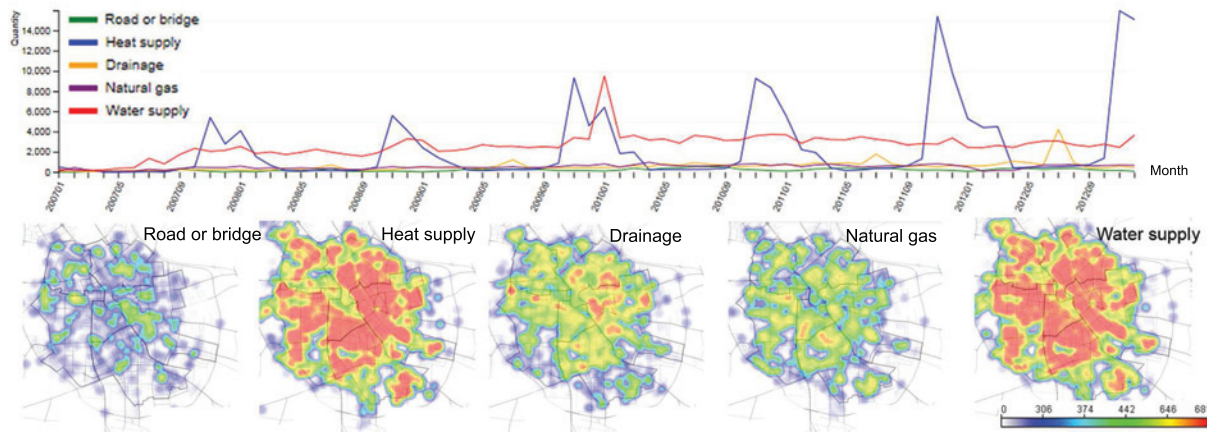 Quantity
14,000
12,000
10,000
8,000
6,000
4,000
2,000
0
Road or bridge
Heat supply
Drainage
Natural gas
Water supply
200701
200705
200709
200801
200805
200809
200901
200905
200909
201001
201005
201009
201101
201105
201109
201201
201205
201209
Month
Road or bridge
Heat supply
Drainage
Natural gas
Water supply
0 306 374 442 646 681